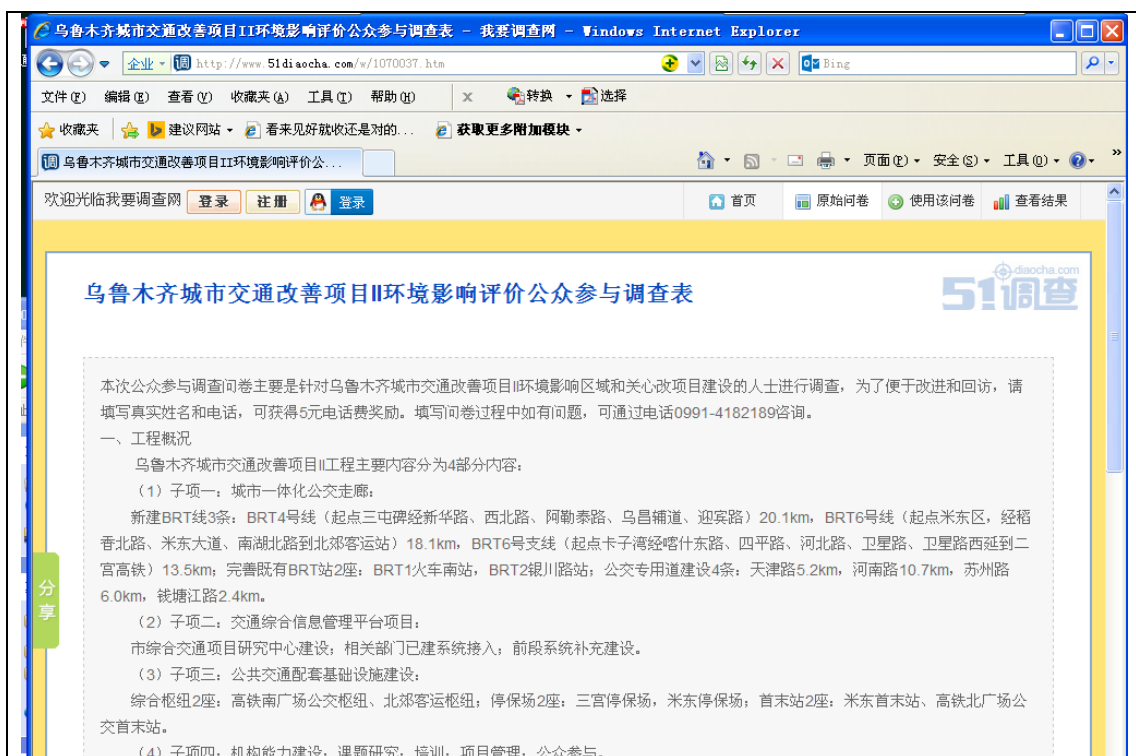 乌鲁木齐城市交通改善项目II环境影响评价公众参与调查表 - 我要调查网 - Windows Internet Explorer
企业 http://www.51diaocha.com/w/1070037.htm Bing
文件(F) 编辑(E) 查看(V) 收藏夹(A) 工具(T) 帮助(H) x 转换 选择
收藏夹 建议网站 看来见好就收还是对的... 获取更多附加模块
乌鲁木齐城市交通改善项目II环境影响评价公... 页面(P) 安全(S) 工具(O) »
欢迎光临我要调查网 登录 注册 登录 首页 原始问卷 使用该问卷 查看结果
乌鲁木齐城市交通改善项目II环境影响评价公众参与调查表
diaocha.com
51调查
本次公众参与调查问卷主要是针对乌鲁木齐城市交通改善项目II环境影响区域和关心改项目建设的人士进行调查，为了便于改进和回访，请
填写真实姓名和电话，可获得5元电话费奖励。填写问卷过程中如有问题，可通过电话0991-4182189咨询。
一、工程概况
乌鲁木齐城市交通改善项目II工程主要内容分为4部分内容：
（1）子项一：城市一体化公交走廊：
新建BRT线3条：BRT4号线（起点三屯碑经新华路、西北路、阿勒泰路、乌昌辅道、迎宾路）20.1km，BRT6号线（起点米东区，经稻
香北路、米东大道、南湖北路到北郊客运站）18.1km，BRT6号支线（起点卡子湾经喀什东路、四平路、河北路、卫星路、卫星路西延到二
宫高铁）13.5km；完善既有BRT站2座：BRT1火车南站，BRT2银川路站；公交专用道建设4条：天津路5.2km，河南路10.7km，苏州路
6.0km，钱塘江路2.4km。
（2）子项二：交通综合信息管理平台项目：
市综合交通项目研究中心建设；相关部门已建系统接入；前段系统补充建设。
（3）子项三：公共交通配套基础设施建设：
综合枢纽2座：高铁南广场公交枢纽、北郊客运枢纽；停保场2座：三宫停保场，米东停保场；首末站2座：米东首末站、高铁北广场公
交首末站。
（4）子项四：机构能力建设：课题研究，培训，项目管理，公众参与。
分享